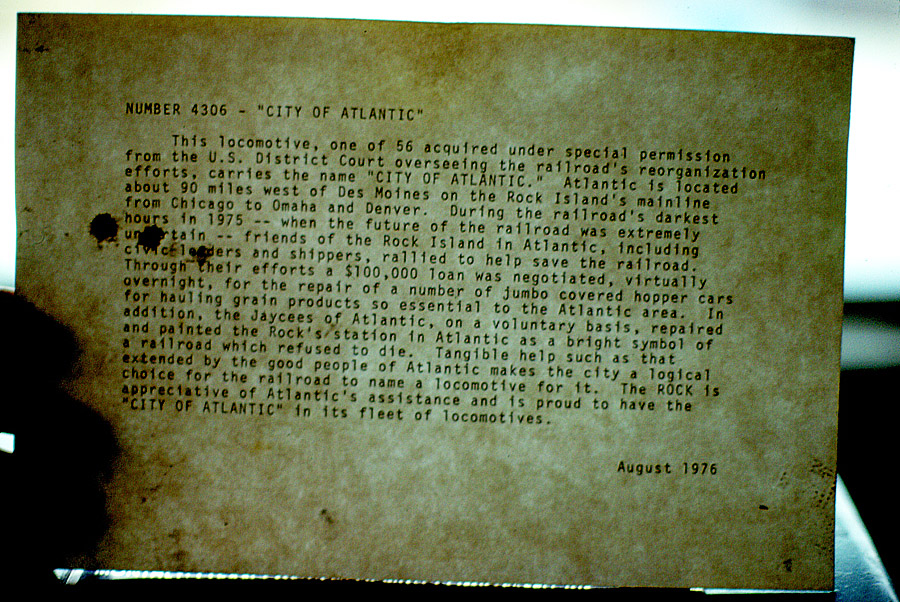 NUMBER 4306 - "CITY OF ATLANTIC"
This locomotive, one of 56 acquired under special permission
from the U.S. District Court overseeing the railroad's reorganization
efforts, carries the name "CITY OF ATLANTIC." Atlantic is located
about 90 miles west of Des Moines on the Rock Island's mainline
from Chicago to Omaha and Denver. During the railroad's darkest
hours in 1975 -- when the future of the railroad was extremely
uncertain -- friends of the Rock Island in Atlantic, including
civic leaders and shippers, rallied to help save the railroad.
Through their efforts a $100,000 loan was negotiated, virtually
overnight, for the repair of a number of jumbo covered hopper cars
for hauling grain products so essential to the Atlantic area. In
addition, the Jaycees of Atlantic, on a voluntary basis, repaired
and painted the Rock's station in Atlantic as a bright symbol of
a railroad which refused to die. Tangible help such as that
extended by the good people of Atlantic makes the city a logical
choice for the railroad to name a locomotive for it. The ROCK is
appreciative of Atlantic's assistance and is proud to have the
"CITY OF ATLANTIC" in its fleet of locomotives.
August 1976